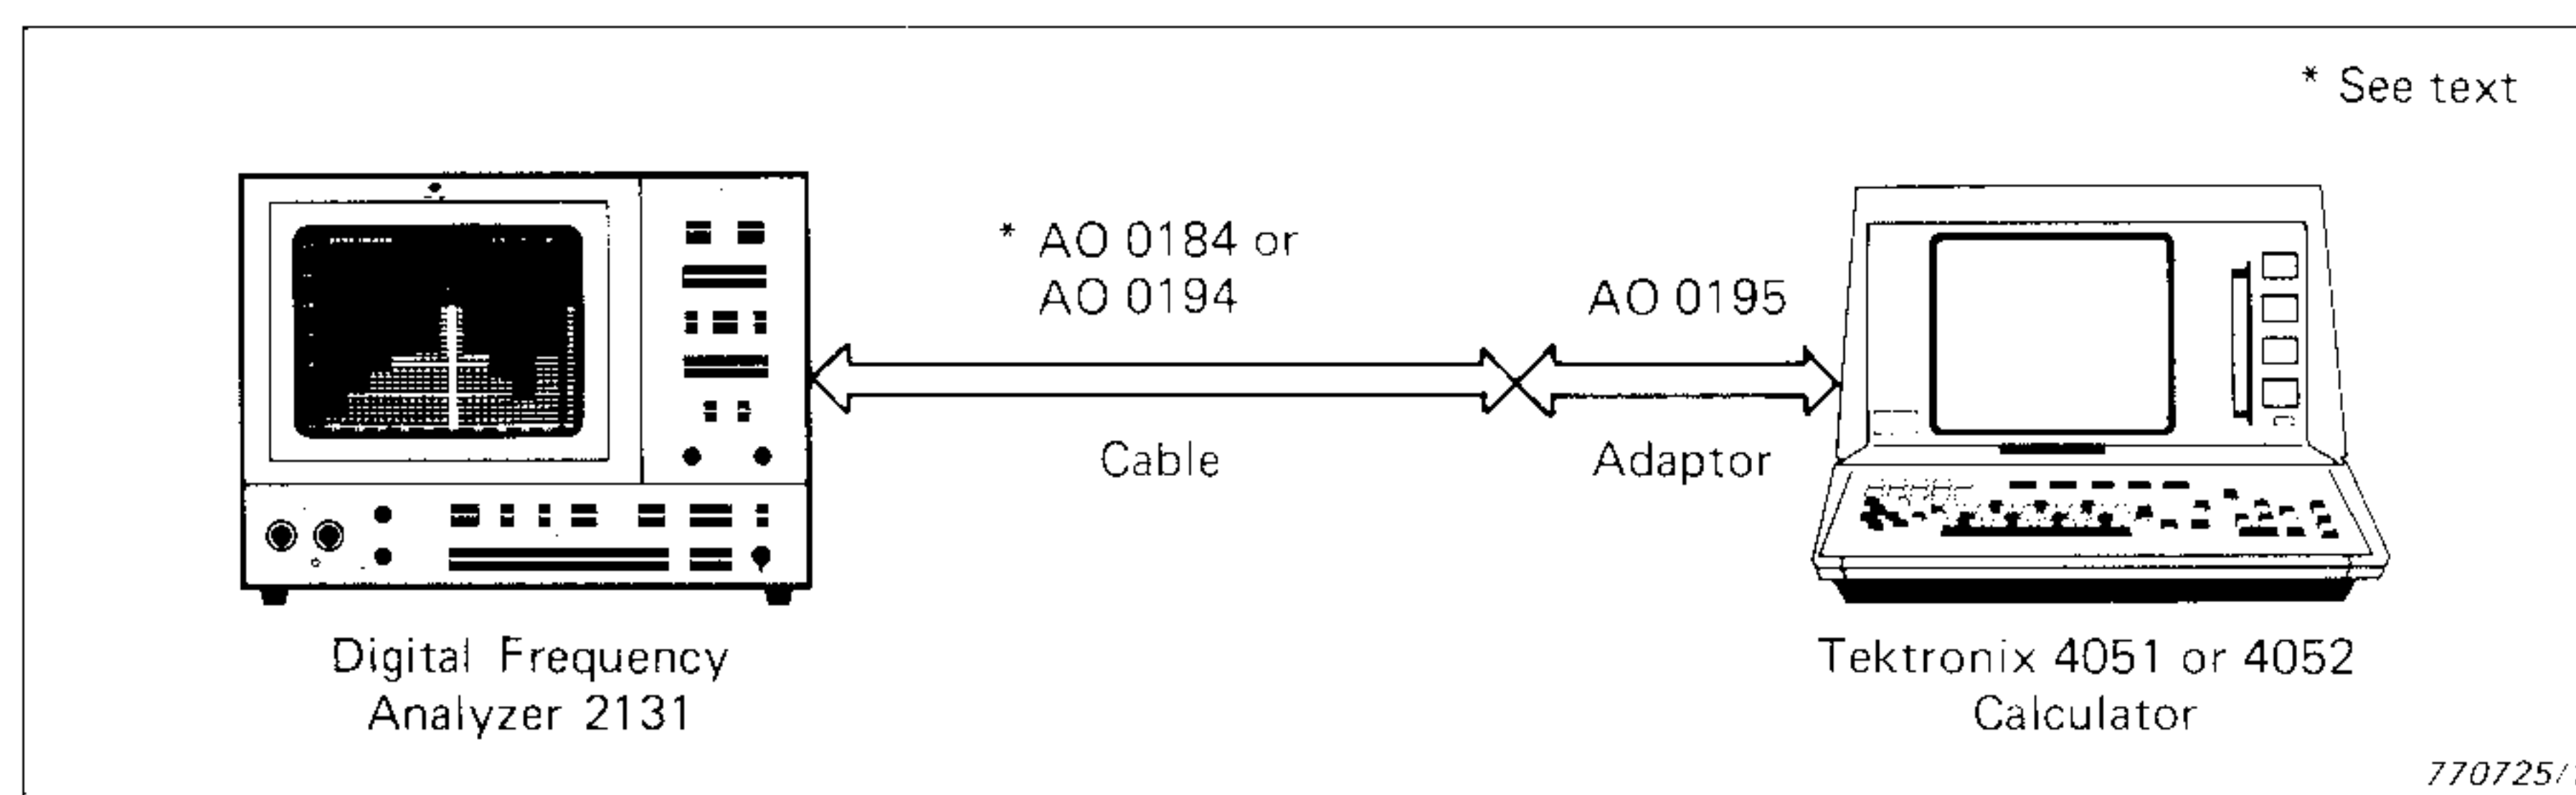 * See text
* AO 0184 or
AO 0194
AO 0195
Cable
Adaptor
Digital Frequency
Analyzer 2131
Tektronix 4051 or 4052
Calculator